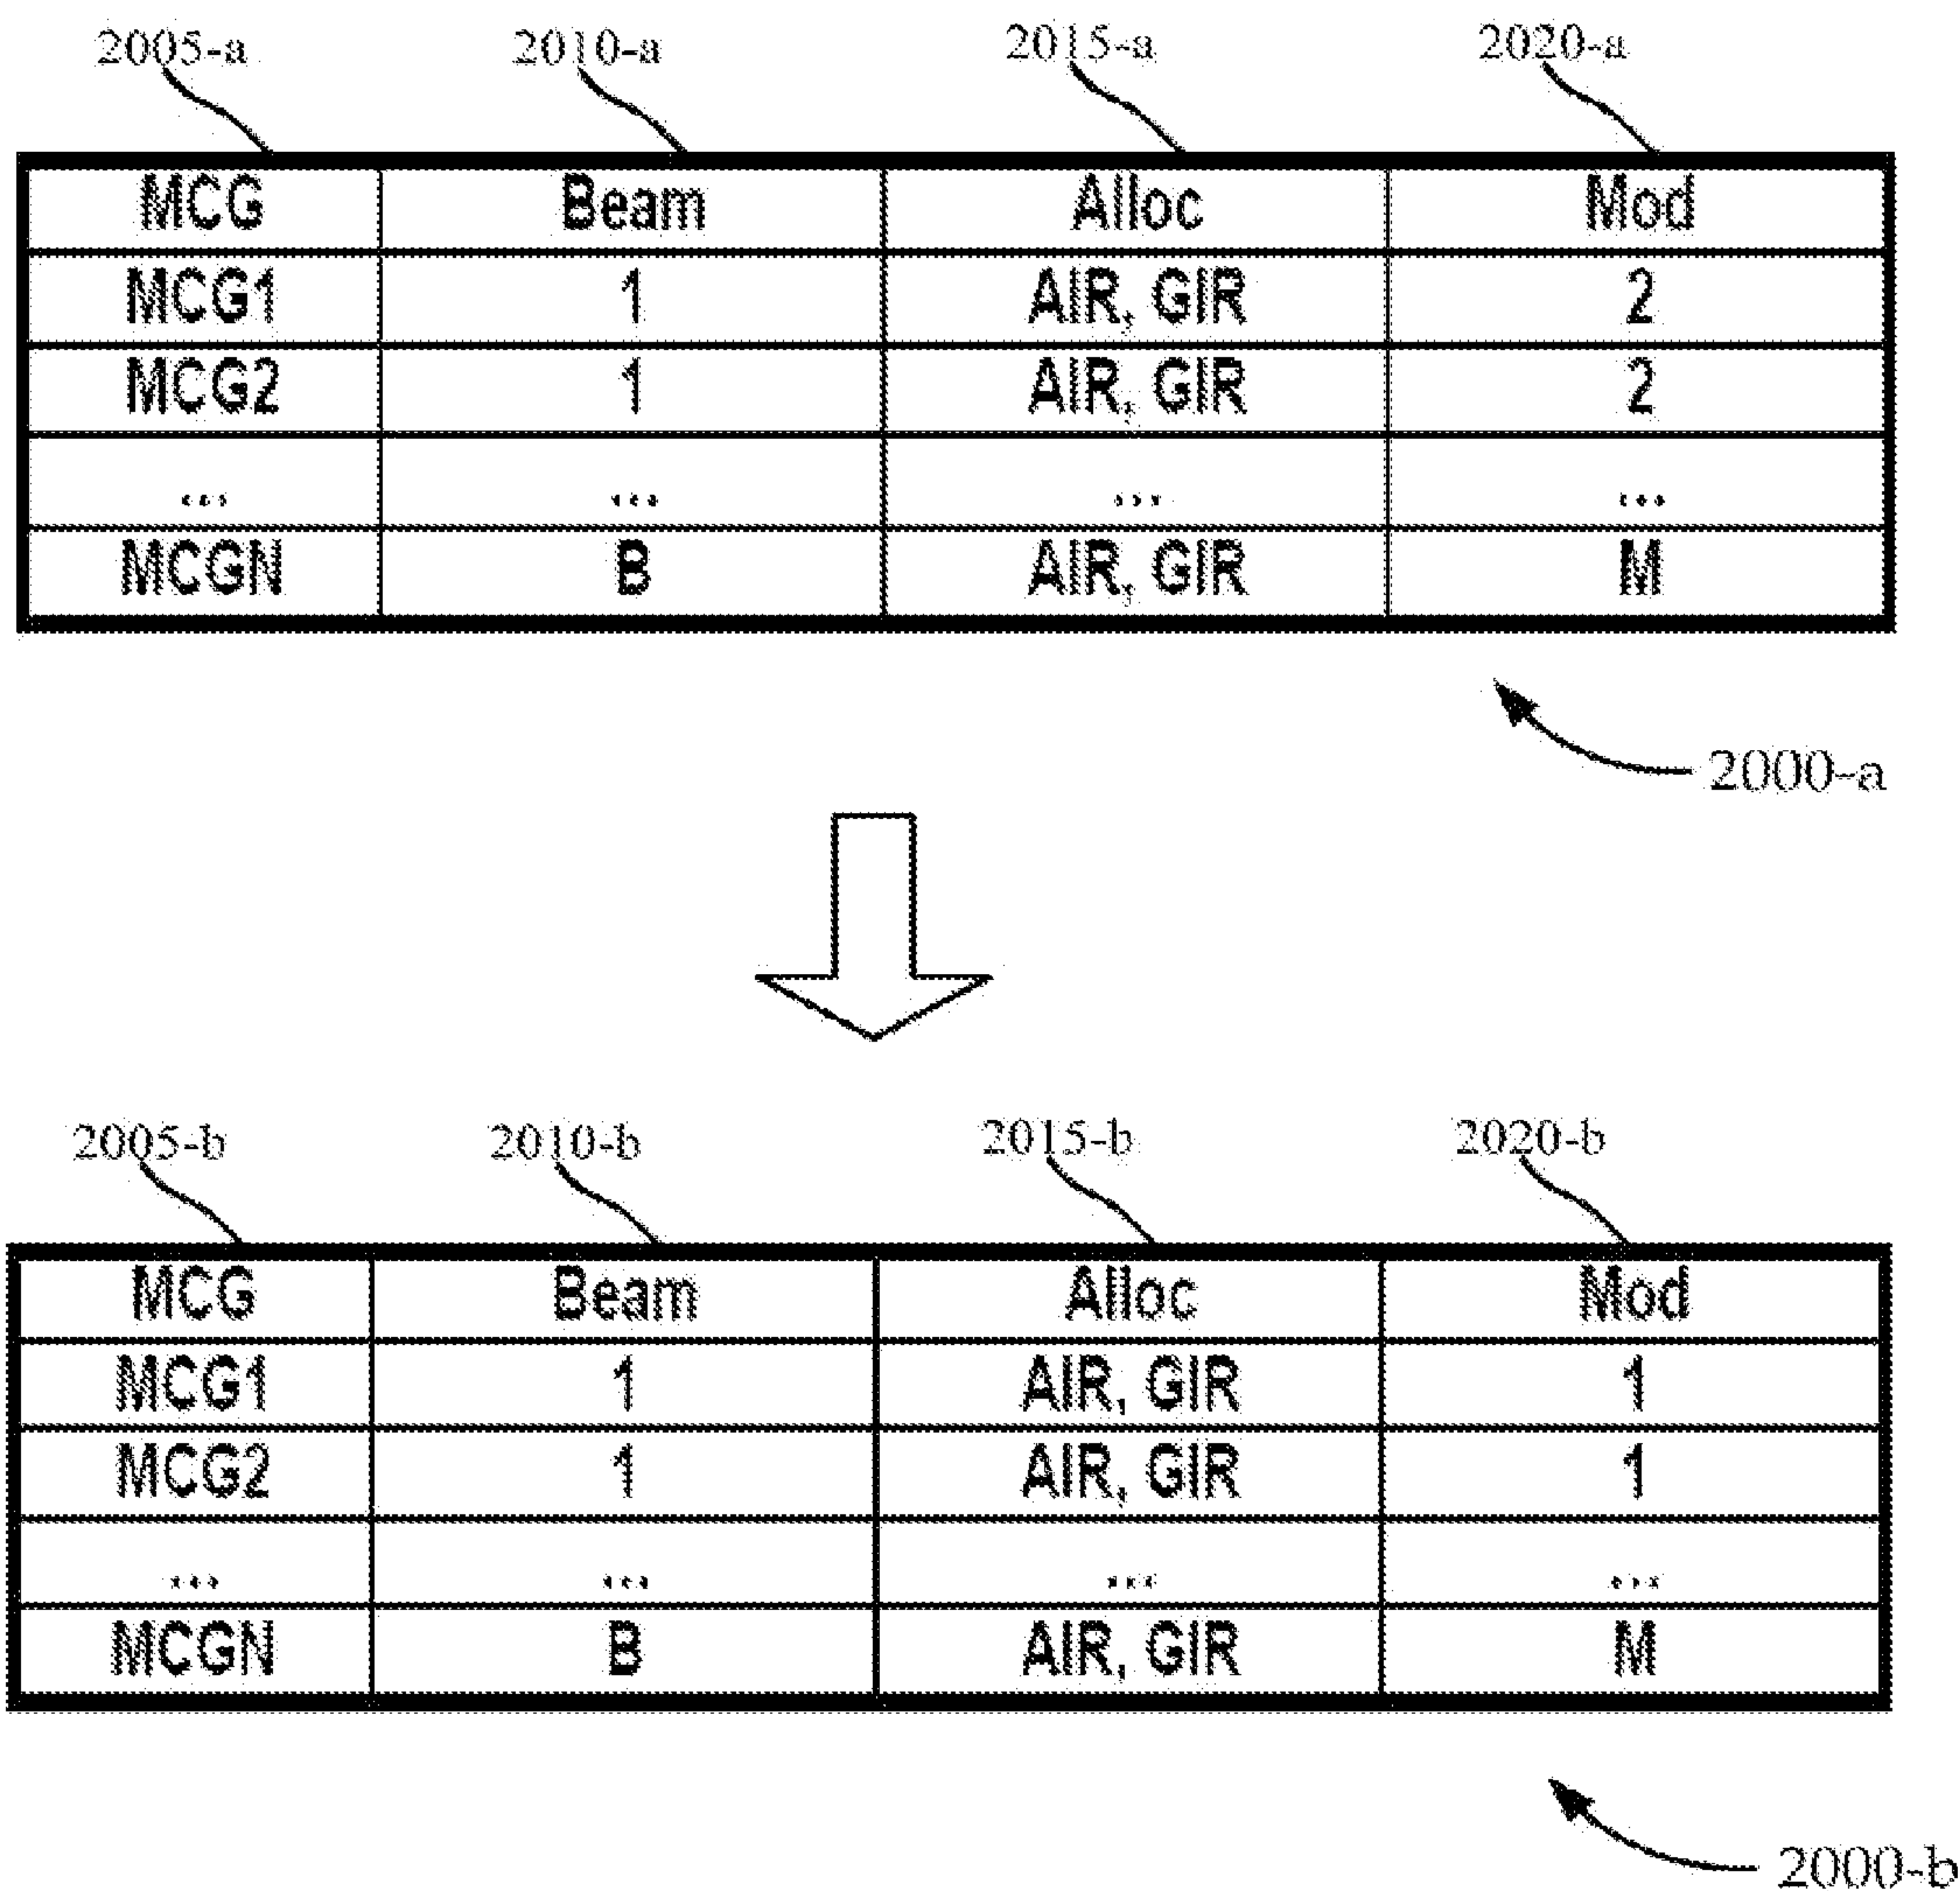 2005-a 2010-a 2015-a 2020-a
MCG Beam Alloc Mod
MCG1 1 AIR, GIR 2
MCG2 1 AIR, GIR 2
... ... ... ...
MCGN B AIR, GIR M
2000-a
2005-b 2010-b 2015-b 2020-b
MCG Beam Alloc Mod
MCG1 1 AIR, GIR 1
MCG2 1 AIR, GIR 1
... ... ... ...
MCGN B AIR, GIR M
2000-b